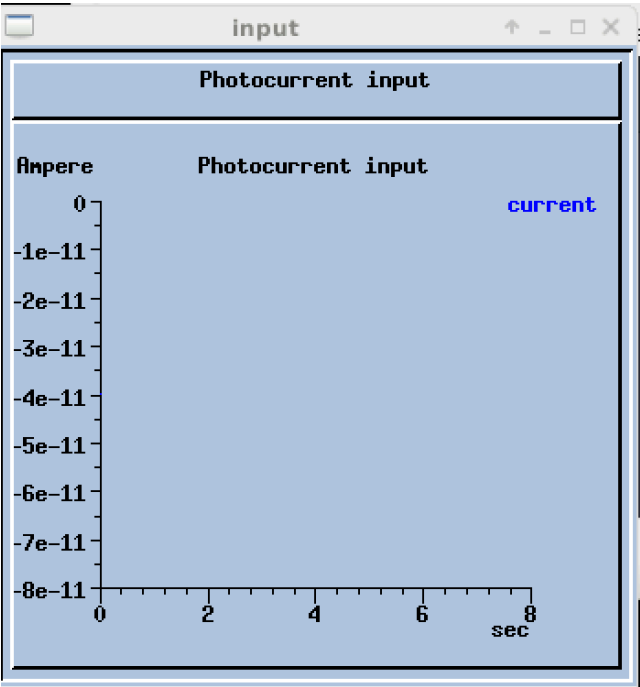 input
Photocurrent input
Ampere Photocurrent input
0 current
-1e-11
-2e-11
-3e-11
-4e-11
-5e-11
-6e-11
-7e-11
-8e-11
0 2 4 6 8
sec